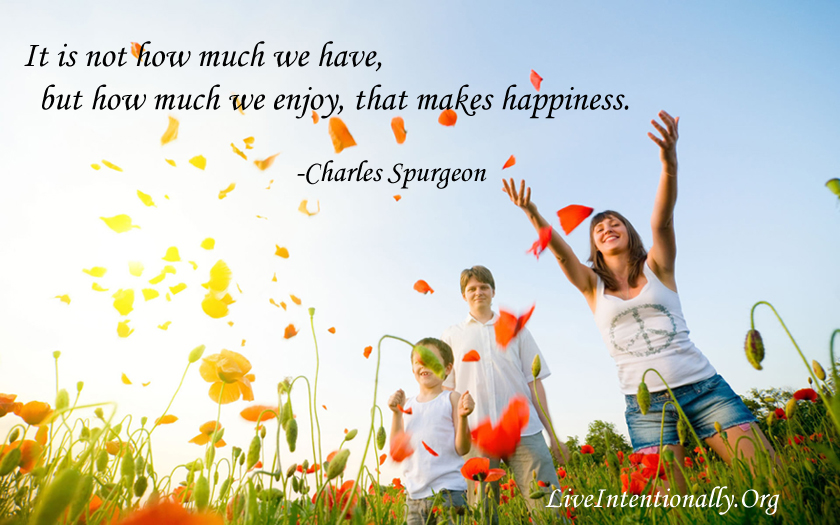 It is not how much we have,
but how much we enjoy, that makes happiness.
-Charles Spurgeon
LiveIntentionally.Org